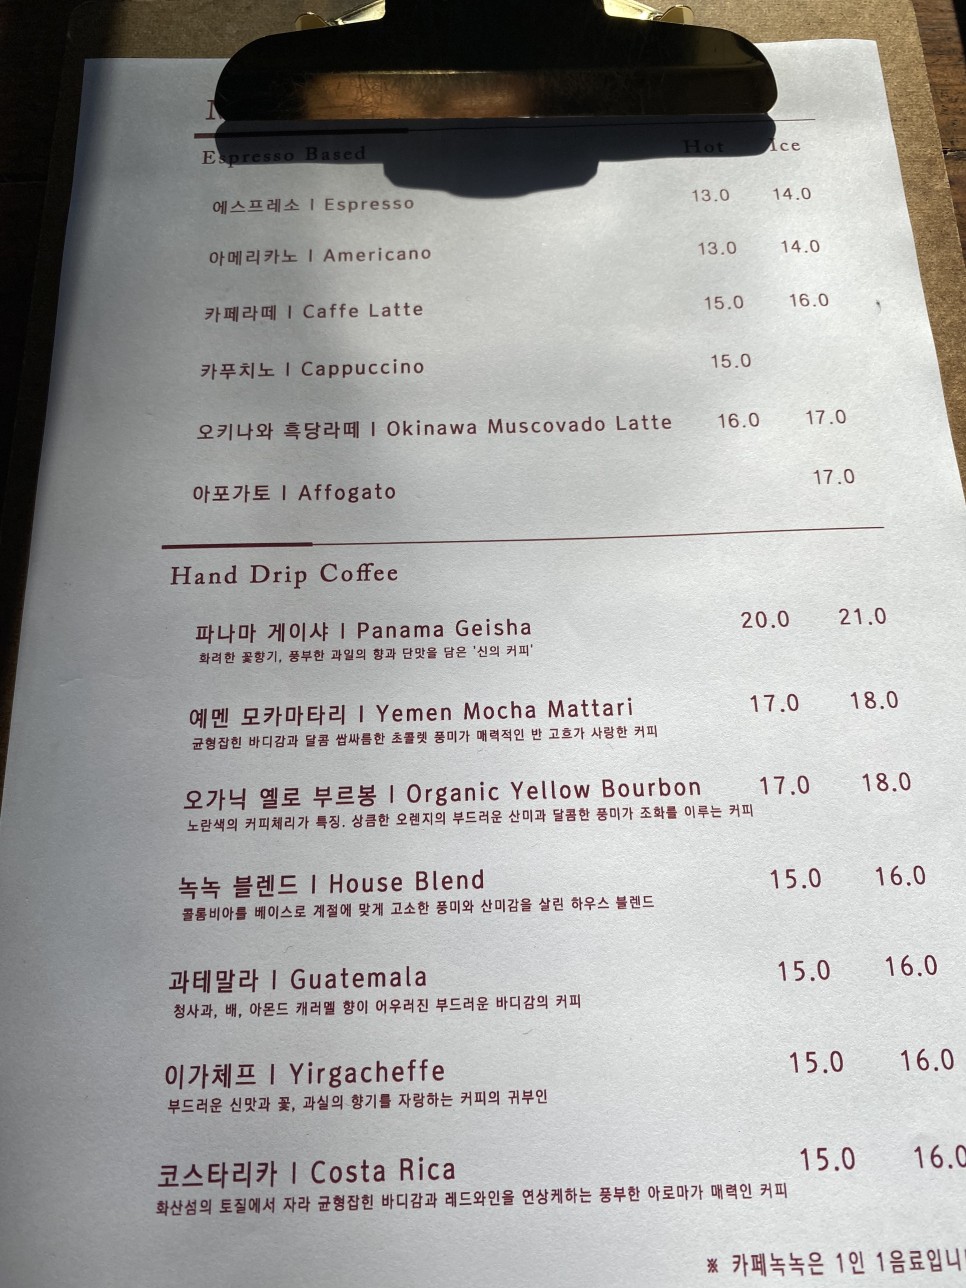 Espresso Based Hot Ice
에스프레소 | Espresso 13.0 14.0
아메리카노 | Americano 13.0 14.0
카페라떼 | Caffe Latte 15.0 16.0
카푸치노 | Cappuccino 15.0
오키나와 흑당라떼 | Okinawa Muscovado Latte 16.0 17.0
아포가토 | Affogato 17.0
Hand Drip Coffee
파나마 게이샤 | Panama Geisha 20.0 21.0
화려한 꽃향기, 풍부한 과일의 향과 단맛을 담은 '신의 커피'
예멘 모카마타리 | Yemen Mocha Mattari 17.0 18.0
균형잡힌 바디감과 달콤 쌉싸름한 초콜렛 풍미가 매력적인 반 고흐가 사랑한 커피
오가닉 옐로 부르봉 | Organic Yellow Bourbon 17.0 18.0
노란색의 커피체리가 특징. 상큼한 오렌지의 부드러운 산미과 달콤한 풍미가 조화를 이루는 커피
녹녹 블렌드 | House Blend 15.0 16.0
콜롬비아를 베이스로 계절에 맞게 고소한 풍미와 산미감을 살린 하우스 블렌드
과테말라 | Guatemala 15.0 16.0
청사과, 배, 아몬드 캐러멜 향이 어우러진 부드러운 바디감의 커피
이가체프 | Yirgacheffe 15.0 16.0
부드러운 신맛과 꽃, 과실의 향기를 자랑하는 커피의 귀부인
코스타리카 | Costa Rica 15.0 16.0
화산섬의 토질에서 자라 균형잡힌 바디감과 레드와인을 연상케하는 풍부한 아로마가 매력인 커피
※ 카페녹녹은 1인 1음료입니